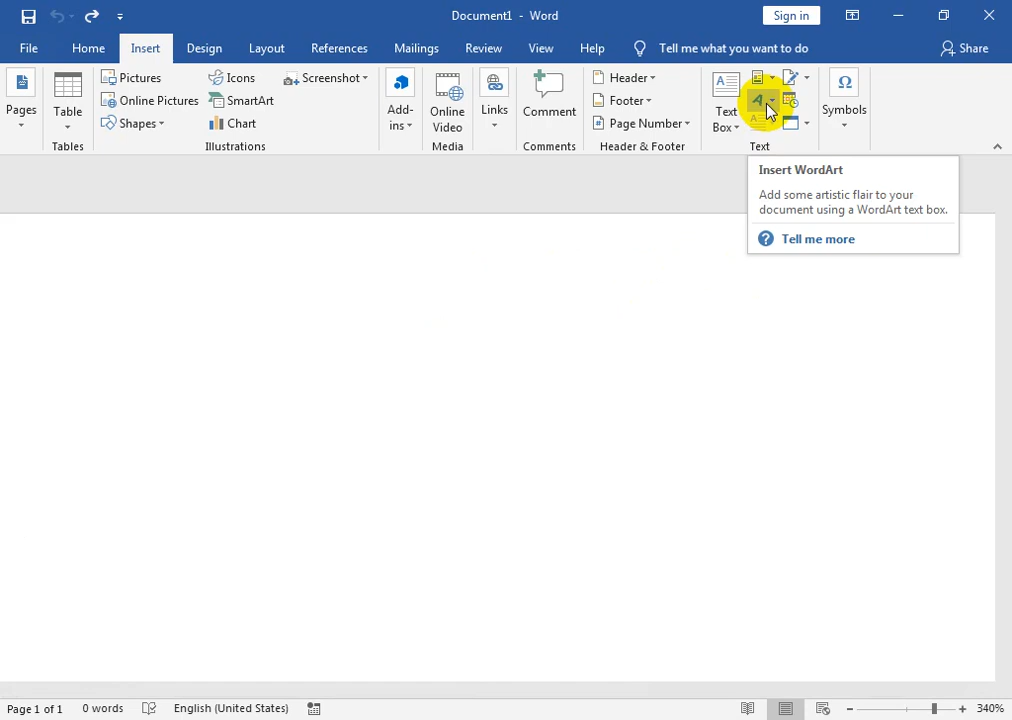 Document1 - Word
Sign in
File Home Insert Design Layout References Mailings Review View Help Tell me what you want to do Share
Pages
Table
Tables
Pictures
Online Pictures
Shapes
Icons
SmartArt
Chart
Screenshot
Illustrations
Add-
ins
Online
Video
Media
Links
Comment
Comments
Header
Footer
Page Number
Header & Footer
Text
Box
Text
Symbols
Insert WordArt
Add some artistic flair to your
document using a WordArt text box.
Tell me more
Page 1 of 1 0 words English (United States) 340%